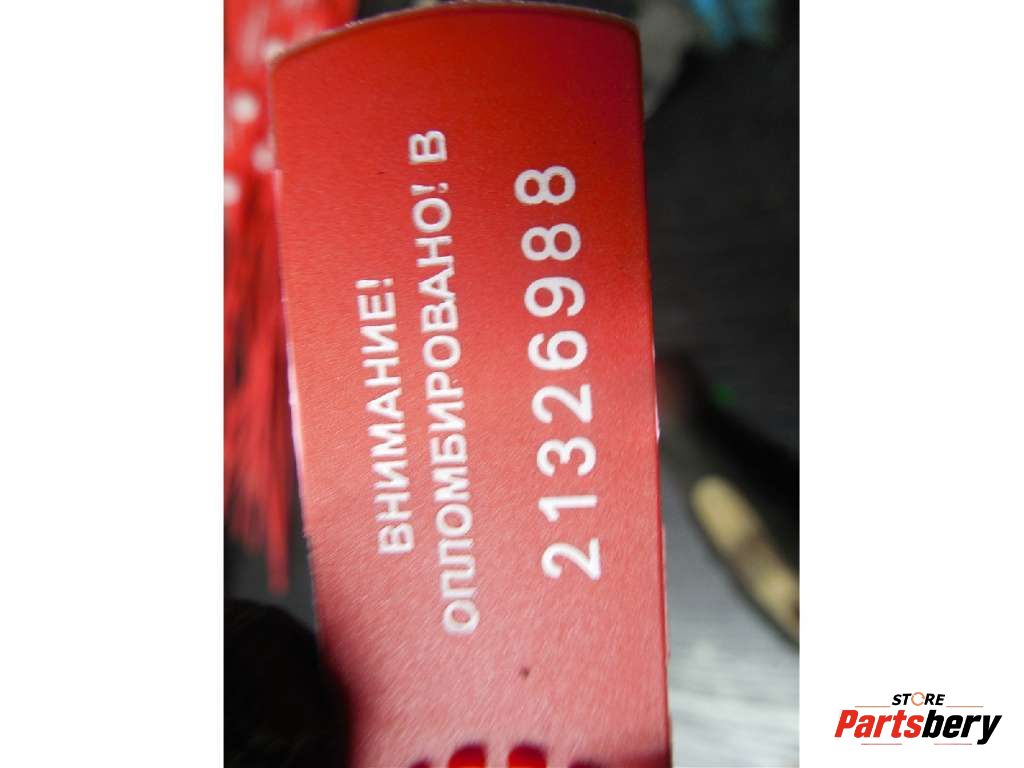 ВНИМАНИЕ!
ОПЛОМБИРОВАНО! В
21326988
STORE
Partsbery